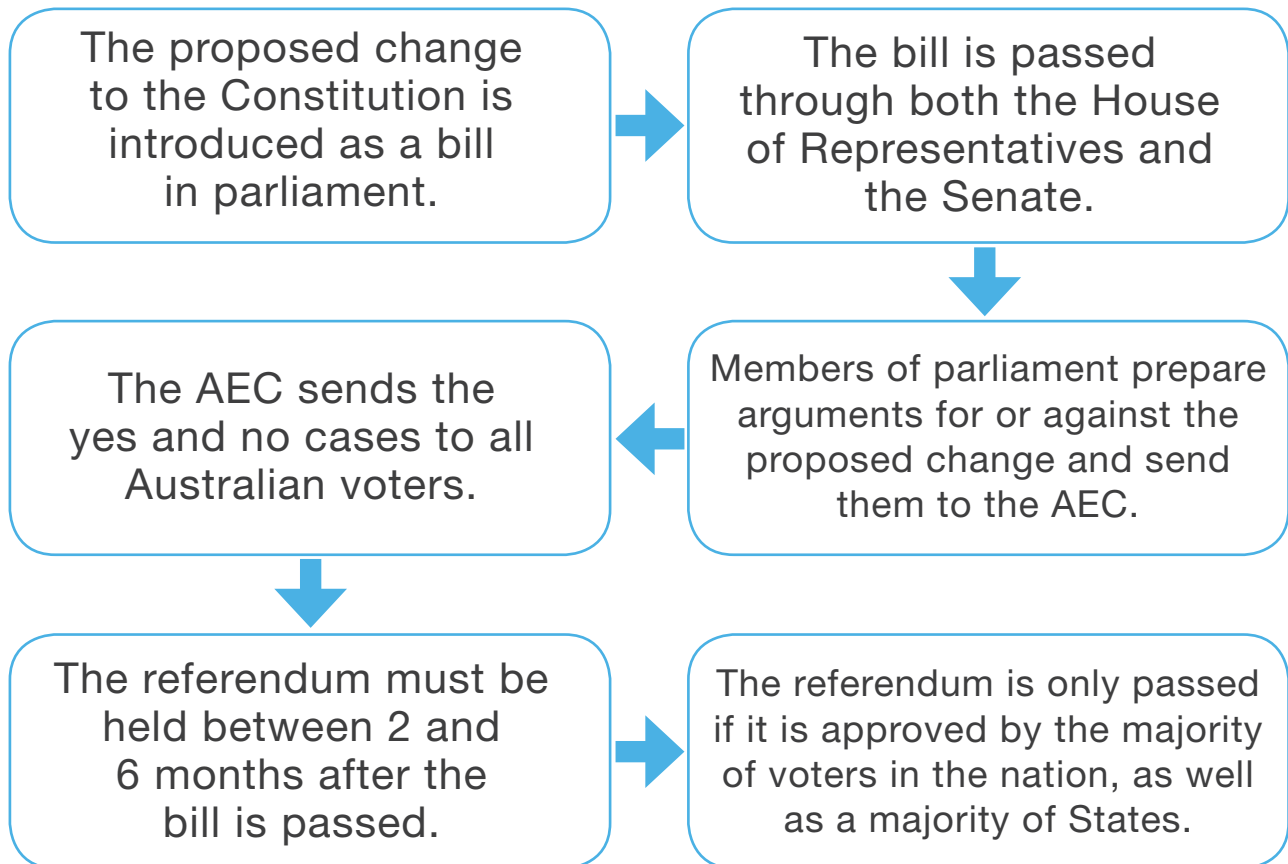 The proposed change
to the Constitution is
introduced as a bill
in parliament.
The bill is passed
through both the House
of Representatives and
the Senate.
Members of parliament prepare
arguments for or against the
proposed change and send
them to the AEC.
The AEC sends the
yes and no cases to all
Australian voters.
The referendum must be
held between 2 and
6 months after the
bill is passed.
The referendum is only passed
if it is approved by the majority
of voters in the nation, as well
as a majority of States.